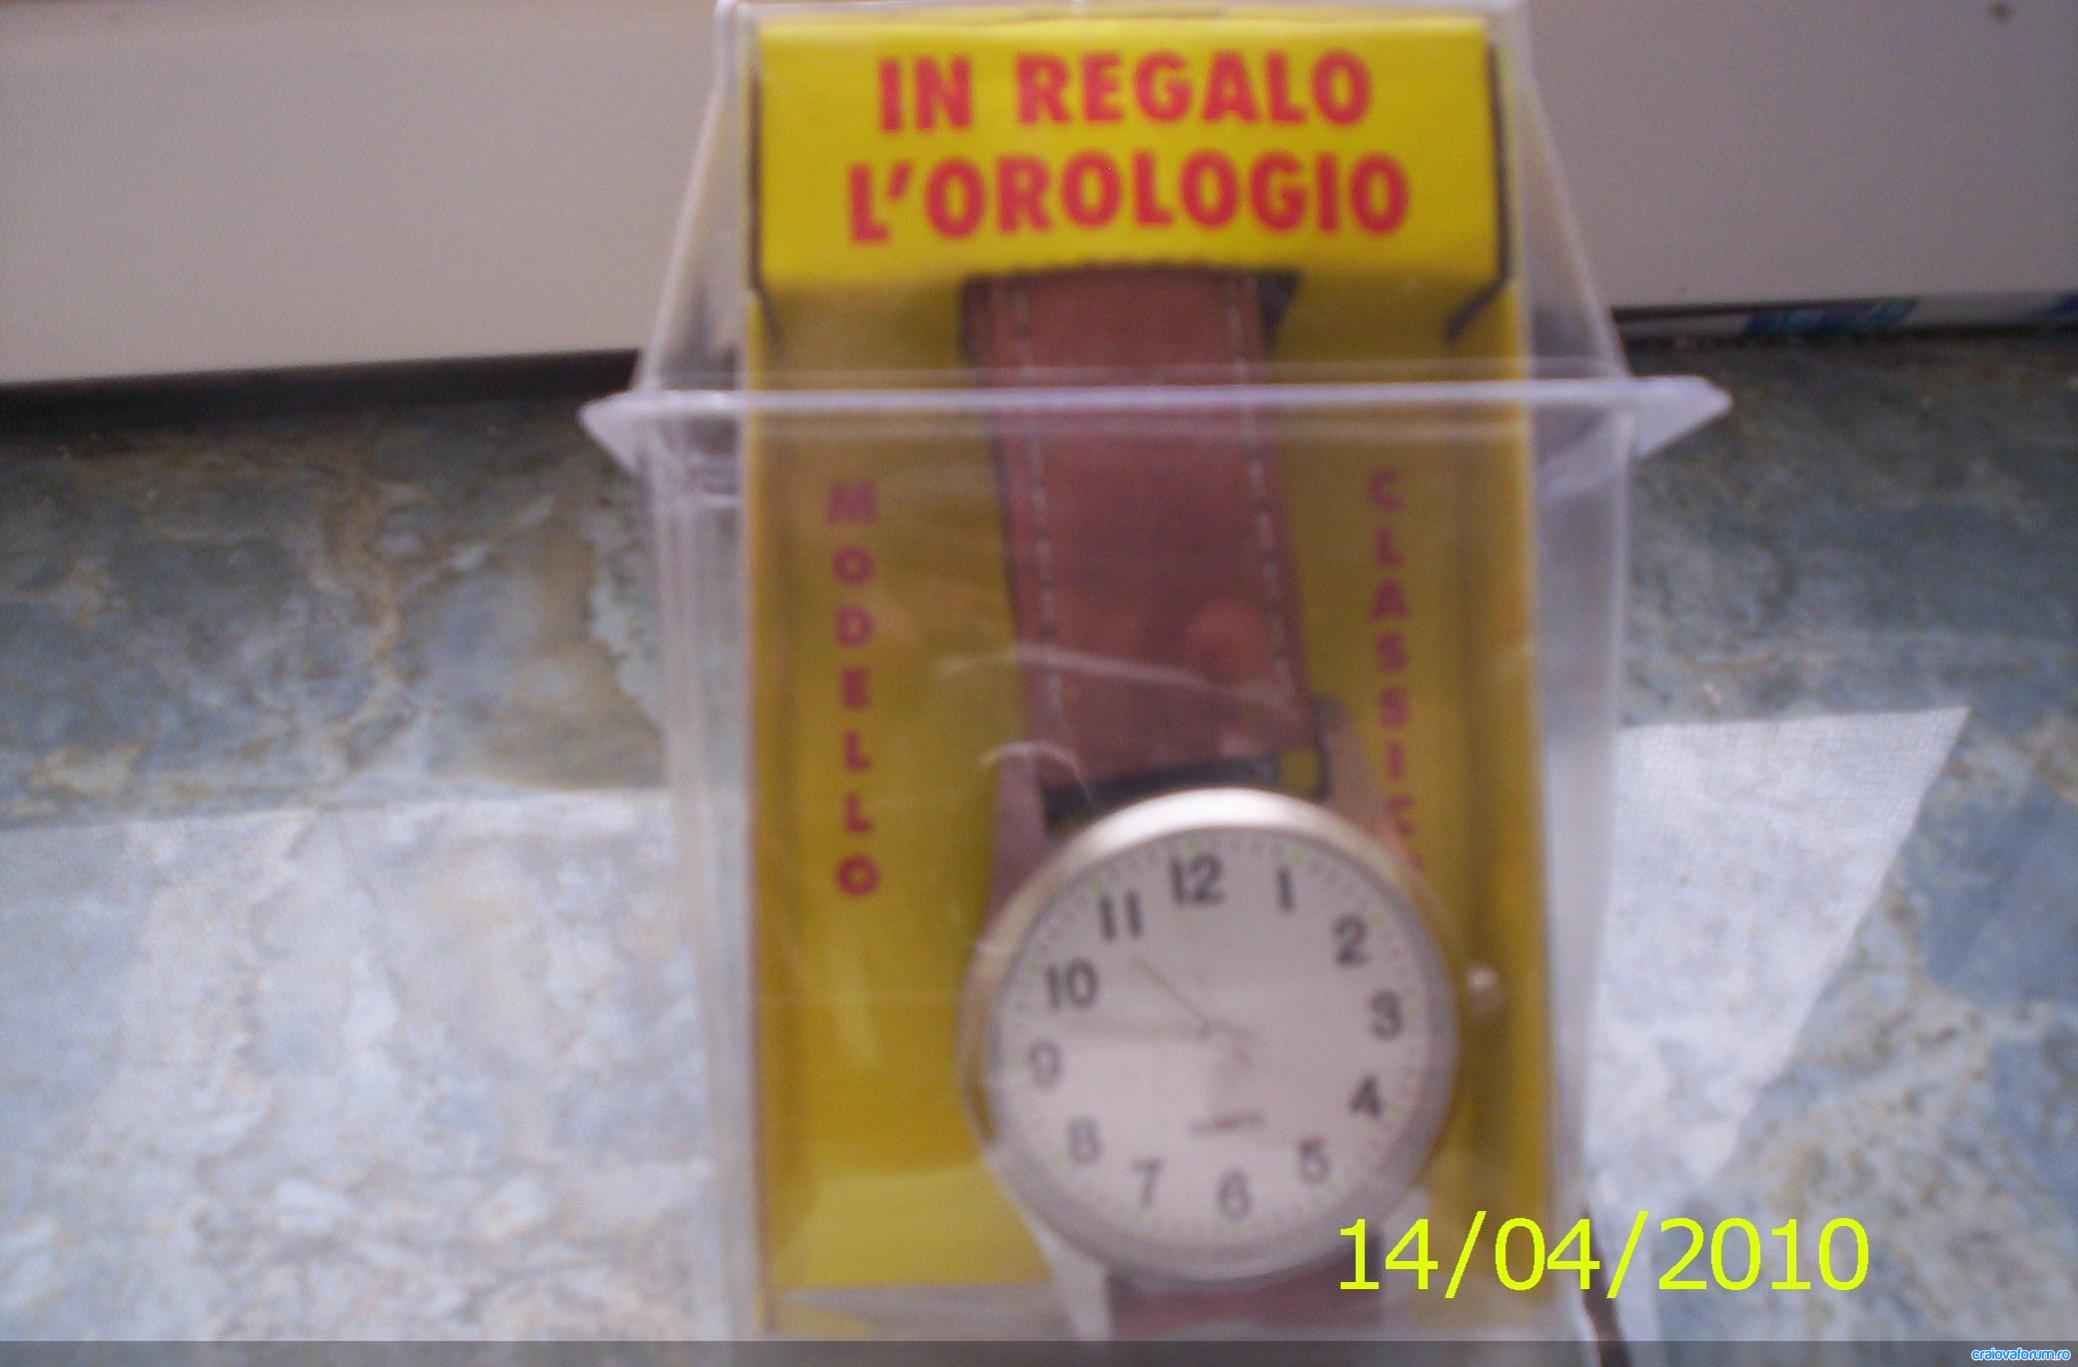 IN REGALO
L'OROLOGIO
MODELLO
CLASSIC
12
1
2
3
4
5
6
7
8
9
10
11
14/04/2010
craiovaforum.ro